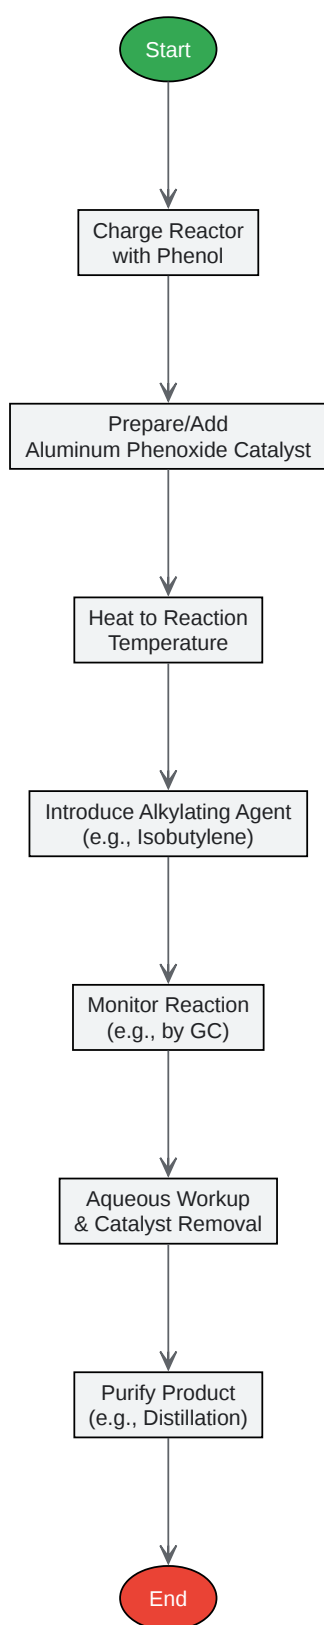 Start
Charge Reactor
with Phenol
Prepare/Add
Aluminum Phenoxide Catalyst
Heat to Reaction
Temperature
Introduce Alkylating Agent
(e.g., Isobutylene)
Monitor Reaction
(e.g., by GC)
Aqueous Workup
& Catalyst Removal
Purify Product
(e.g., Distillation)
End